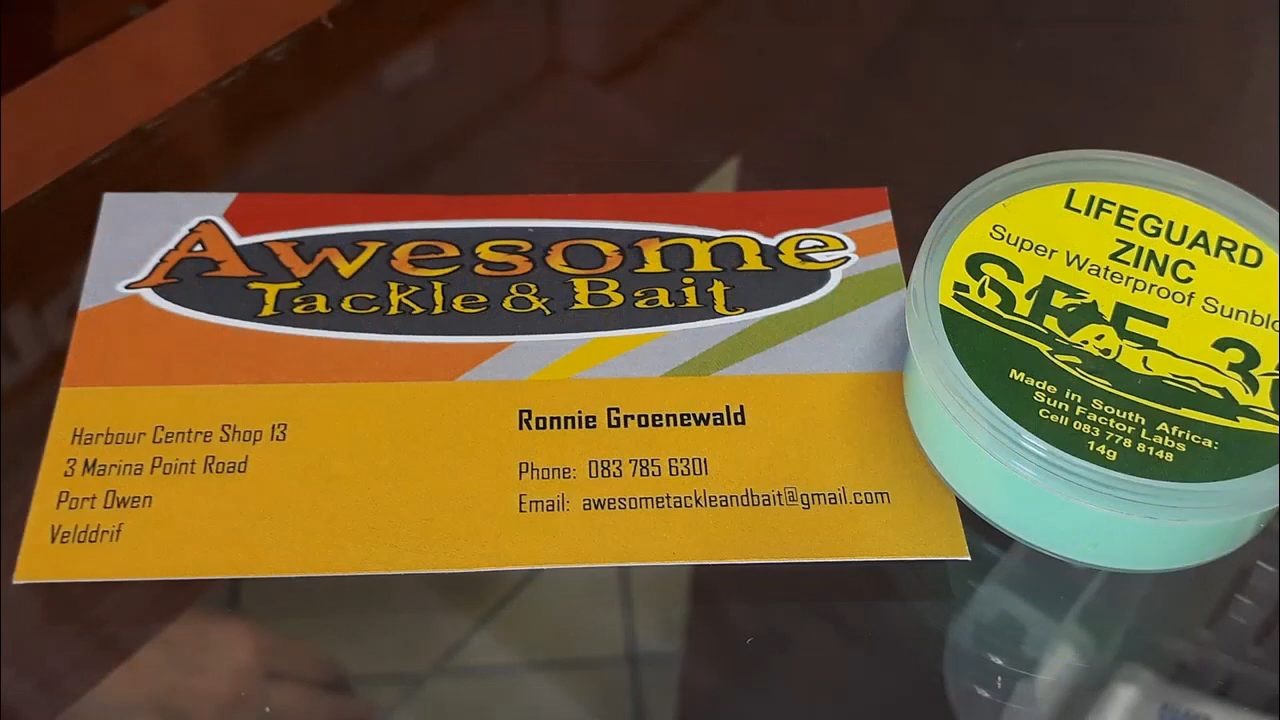 Awesome
Tackle & Bait
Harbour Centre Shop 13
3 Marina Point Road
Port Owen
Velddrif
Ronnie Groenewald
Phone: 083 785 6301
Email: awesometackleandbait@gmail.com
LIFEGUARD
ZINC
Super Waterproof
SPF
Made in South Africa:
Sun Factor Labs
Cell 083 778 8148
14g